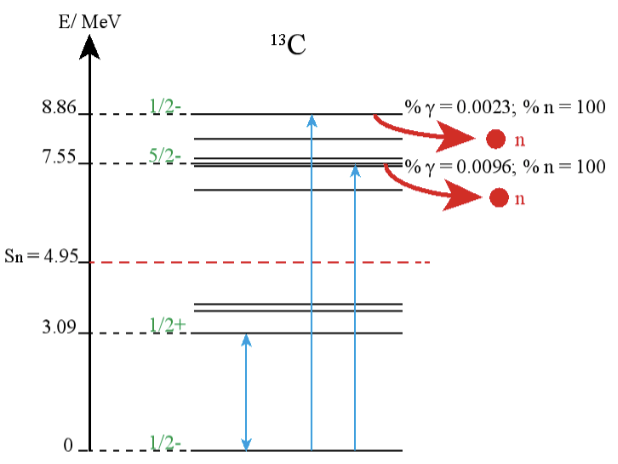 E/ MeV
¹³C
8.86
1/2-
% γ = 0.0023; % n = 100
n
7.55
5/2-
% γ = 0.0096; % n = 100
n
Sn = 4.95
3.09
1/2+
0
1/2-